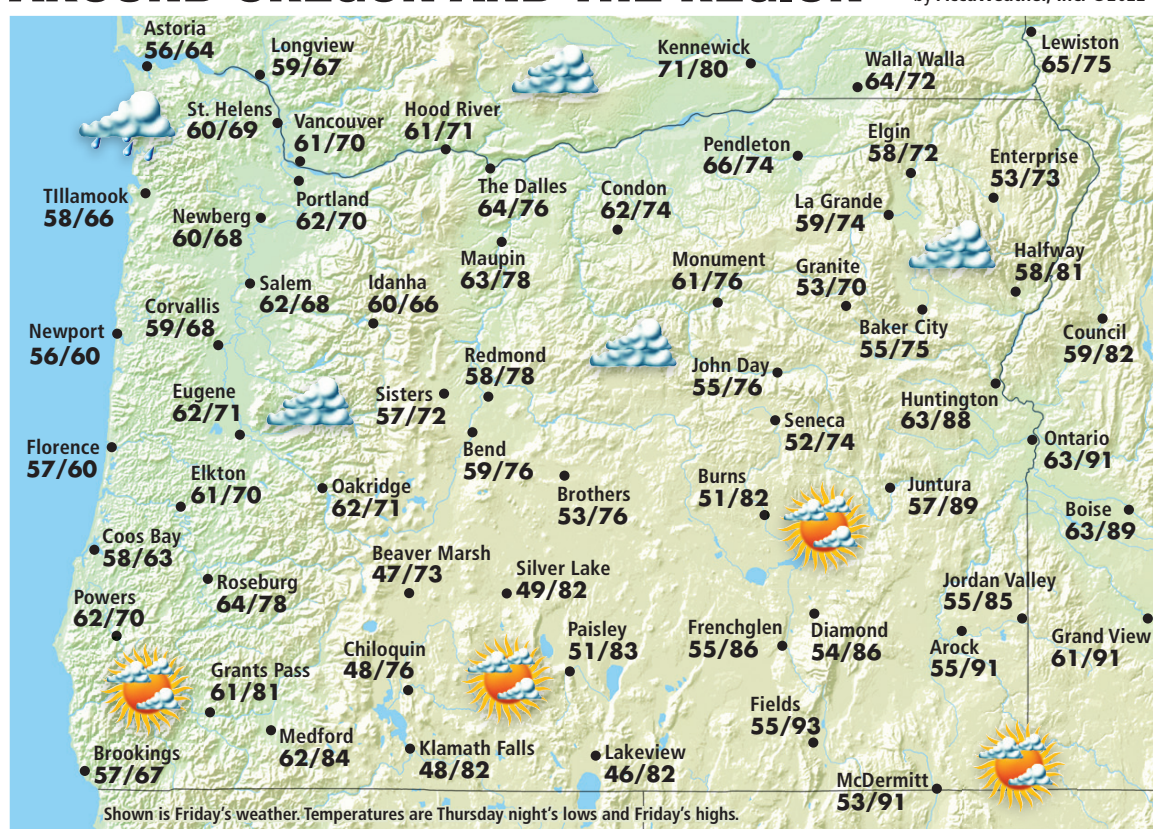 AROUND OREGON AND THE REGION
by AccuWeather, Inc. ©2022
Astoria
56/64
Longview
59/67
Kennewick
71/80
Walla Walla
64/72
Lewiston
65/75
St. Helens
60/69
Vancouver
61/70
Hood River
61/71
Pendleton
66/74
Elgin
58/72
Enterprise
53/73
TIllamook
58/66
Newberg
60/68
Portland
62/70
The Dalles
64/76
Condon
62/74
La Grande
59/74
Salem
62/68
Idanha
60/66
Maupin
63/78
Monument
61/76
Granite
53/70
Halfway
58/81
Corvallis
59/68
Newport
56/60
Baker City
55/75
Council
59/82
Redmond
58/78
John Day
55/76
Eugene
62/71
Sisters
57/72
Huntington
63/88
Seneca
52/74
Florence
57/60
Bend
59/76
Ontario
63/91
Elkton
61/70
Oakridge
62/71
Brothers
53/76
Burns
51/82
Juntura
57/89
Boise
63/89
Coos Bay
58/63
Beaver Marsh
47/73
Silver Lake
49/82
Roseburg
64/78
Jordan Valley
55/85
Powers
62/70
Chiloquin
48/76
Paisley
51/83
Frenchglen
55/86
Diamond
54/86
Arock
55/91
Grand View
61/91
Grants Pass
61/81
Fields
55/93
Medford
62/84
Klamath Falls
48/82
Lakeview
46/82
Brookings
57/67
McDermitt
53/91
Shown is Friday's weather. Temperatures are Thursday night's lows and Friday's highs.